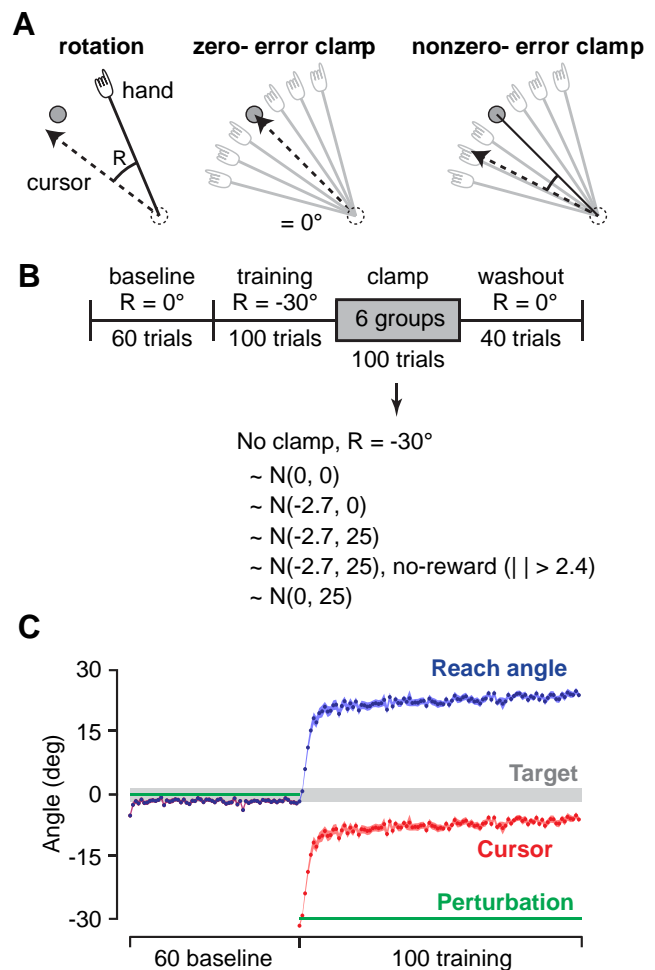 A
rotation
zero- error clamp
nonzero- error clamp
hand
R
cursor
= 0°
B
baseline
training
clamp
washout
R = 0°
R = -30°
6 groups
R = 0°
60 trials
100 trials
100 trials
40 trials
No clamp, R = -30°
~ N(0, 0)
~ N(-2.7, 0)
~ N(-2.7, 25)
~ N(-2.7, 25), no-reward (| | > 2.4)
~ N(0, 25)
C
30
15
0
-15
-30
Angle (deg)
Reach angle
Target
Cursor
Perturbation
60 baseline
100 training